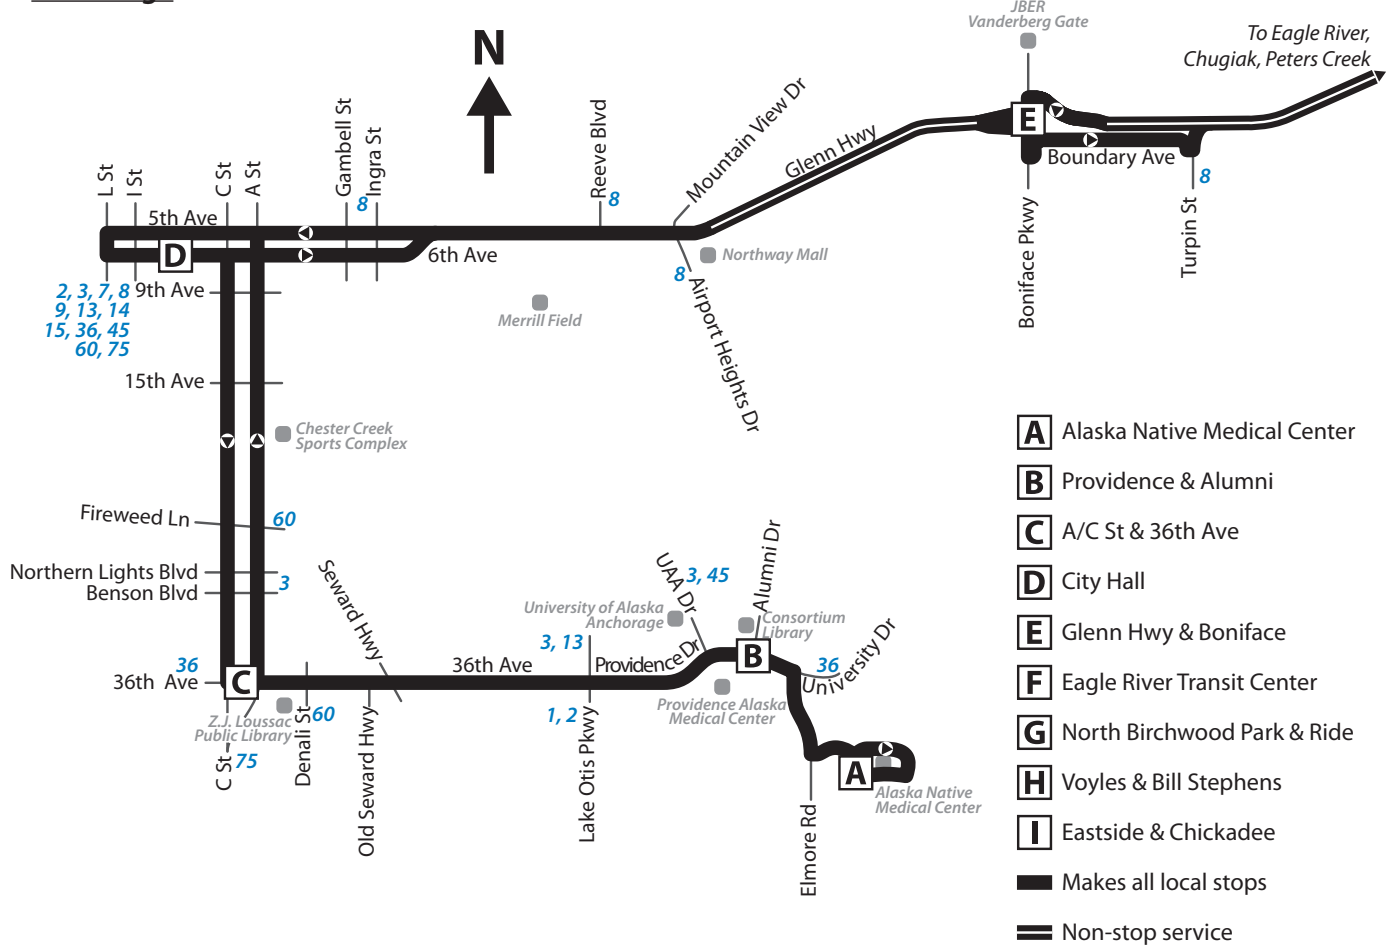 JBER
Vanderberg Gate
To Eagle River,
Chugiak, Peters Creek
N
E
Boundary Ave
8
Turpin St
Boniface Pkwy
Glenn Hwy
Mountain View Dr
Reeve Blvd
8
Gambell St
8
Ingra St
L St
I St
C St
A St
5th Ave
D
6th Ave
Northway Mall
8
Airport Heights Dr
Merrill Field
2, 3, 7, 8
9, 13, 14
15, 36, 45
60, 75
9th Ave
15th Ave
Chester Creek
Sports Complex
Fireweed Ln
60
Northern Lights Blvd
Benson Blvd
3
Seward Hwy
36
36th Ave
C
Z.J. Loussac
Public Library
C St
75
Denali St
60
Old Seward Hwy
36th Ave
University of Alaska
Anchorage
3, 13
1, 2
Lake Otis Pkwy
Providence Dr
UAA Dr
3, 45
Alumni Dr
Consortium
Library
B
Providence Alaska
Medical Center
36
University Dr
Elmore Rd
A
Alaska Native
Medical Center
A Alaska Native Medical Center
B Providence & Alumni
C A/C St & 36th Ave
D City Hall
E Glenn Hwy & Boniface
F Eagle River Transit Center
G North Birchwood Park & Ride
H Voyles & Bill Stephens
I Eastside & Chickadee
Makes all local stops
Non-stop service